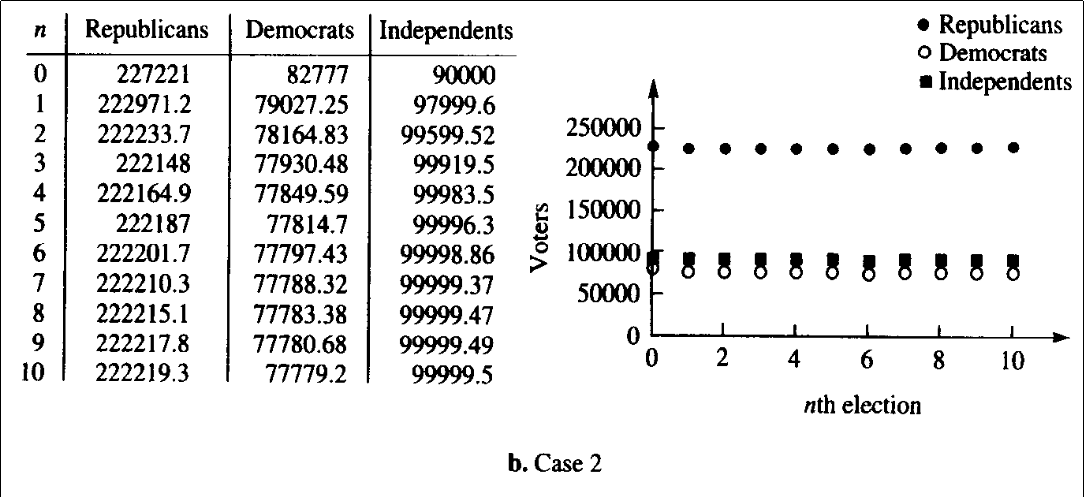 n Republicans Democrats Independents
0 227221 82777 90000
1 222971.2 79027.25 97999.6
2 222233.7 78164.83 99599.52
3 222148 77930.48 99919.5
4 222164.9 77849.59 99983.5
5 222187 77814.7 99996.3
6 222201.7 77797.43 99998.86
7 222210.3 77788.32 99999.37
8 222215.1 77783.38 99999.47
9 222217.8 77780.68 99999.49
10 222219.3 77779.2 99999.5
Republicans
Democrats
Independents
Voters
250000
200000
150000
100000
50000
0
0 2 4 6 8 10
nth election
b. Case 2